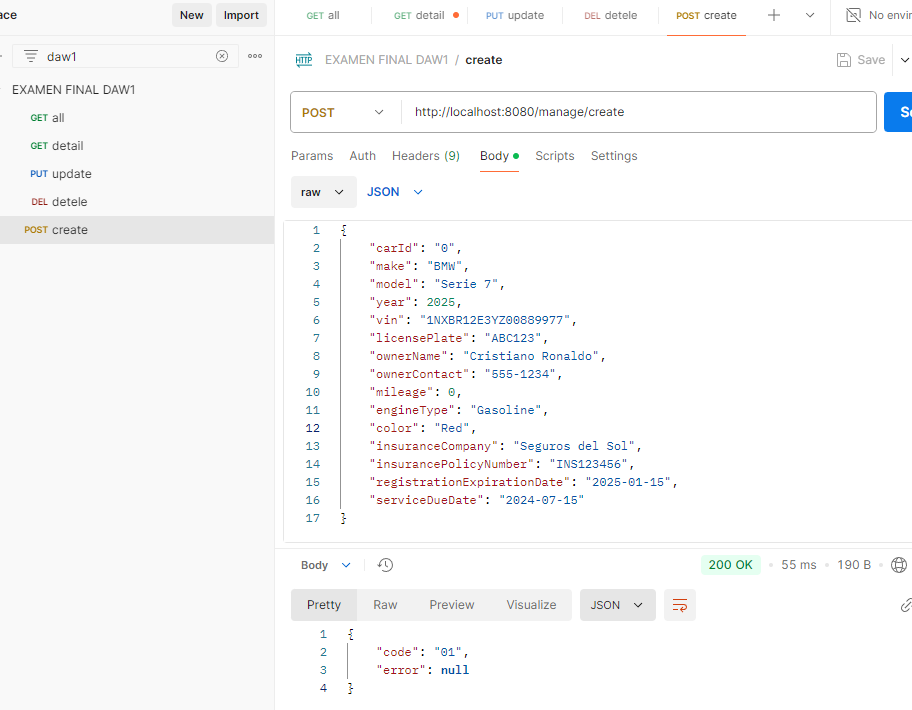 ace New Import
GET all GET detail PUT update DEL detele POST create No envir
daw1
EXAMEN FINAL DAW1 / create Save
EXAMEN FINAL DAW1
GET all
GET detail
PUT update
DEL detele
POST create
POST http://localhost:8080/manage/create Se
Params Auth Headers (9) Body Scripts Settings
raw JSON
1 {
2 "carId": "0",
3 "make": "BMW",
4 "model": "Serie 7",
5 "year": 2025,
6 "vin": "1NXBR12E3YZ00889977",
7 "licensePlate": "ABC123",
8 "ownerName": "Cristiano Ronaldo",
9 "ownerContact": "555-1234",
10 "mileage": 0,
11 "engineType": "Gasoline",
12 "color": "Red",
13 "insuranceCompany": "Seguros del Sol",
14 "insurancePolicyNumber": "INS123456",
15 "registrationExpirationDate": "2025-01-15",
16 "serviceDueDate": "2024-07-15"
17 }
Body 200 OK • 55 ms • 190 B •
Pretty Raw Preview Visualize JSON
1 {
2 "code": "01",
3 "error": null
4 }